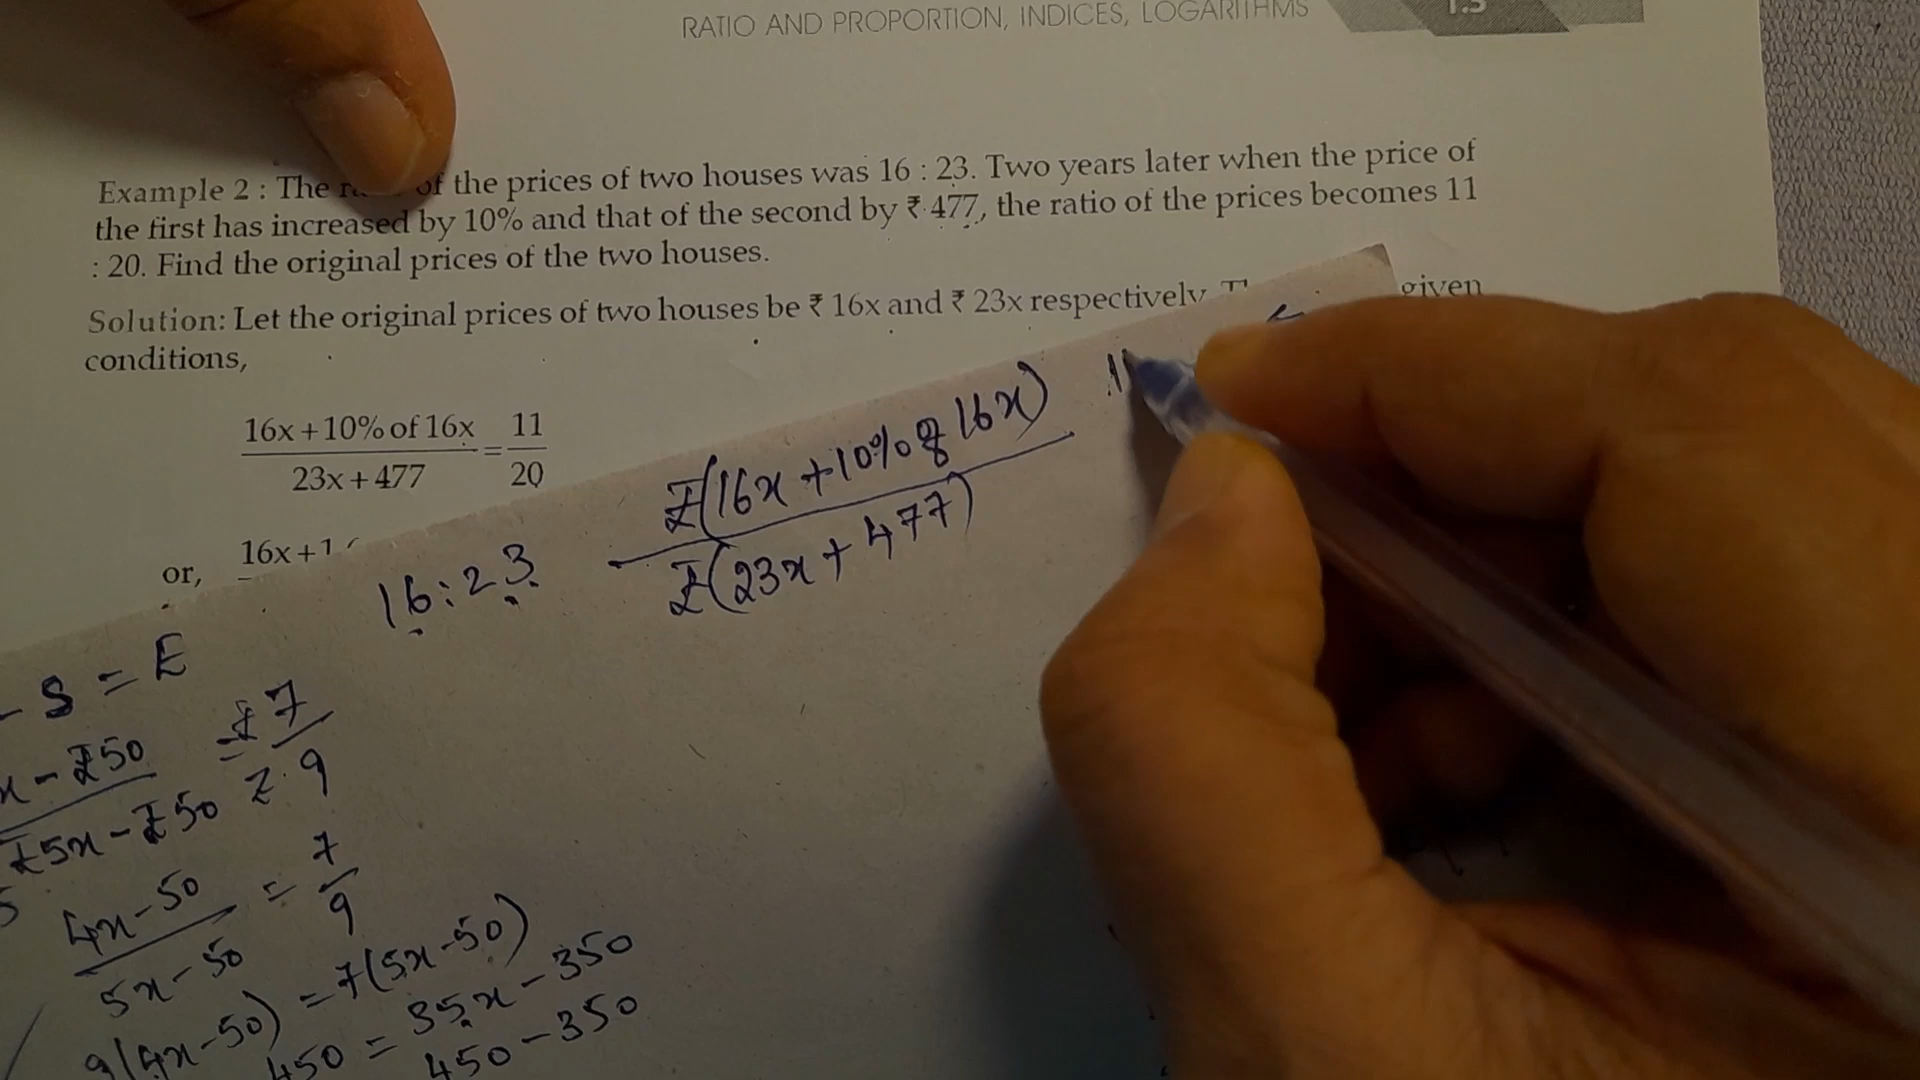 RATIO AND PROPORTION, INDICES, LOGARITHMS 1.5
Example 2 : The of the prices of two houses was 16 : 23. Two years later when the price of
the first has increased by 10% and that of the second by ₹ 477, the ratio of the prices becomes 11
: 20. Find the original prices of the two houses.
Solution: Let the original prices of two houses be ₹ 16x and ₹ 23x respectively given
conditions,
16x + 10% of 16x / 23x + 477 = 11 / 20
or, 16x + 1
16:23
₹(16x + 10% of 16x)
₹(23x + 477)
11
- S = E
x - ₹50 = ₹7
₹5x - ₹50 ₹9
4x - 50 = 7
5x - 50 9
9(4x - 50) = 7(5x - 50)
450 = 35x - 350
450 - 350